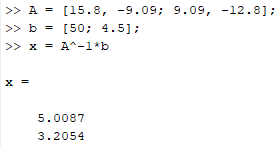 >> A = [15.8, -9.09; 9.09, -12.8];
>> b = [50; 4.5];
>> x = A^-1*b
x =
5.0087
3.2054